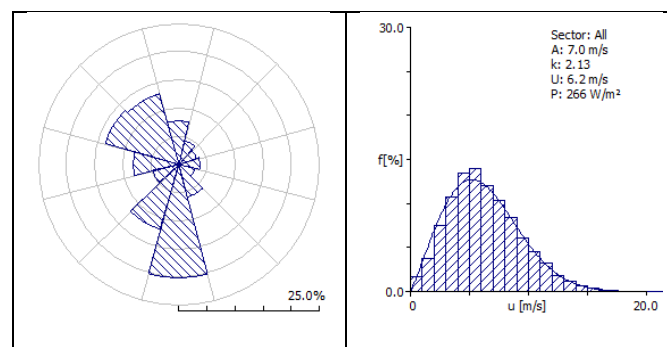 25.0%
30.0
Sector: All
A: 7.0 m/s
k: 2.13
U: 6.2 m/s
P: 266 W/m²
f[%]
0.0
0
u [m/s]
20.0